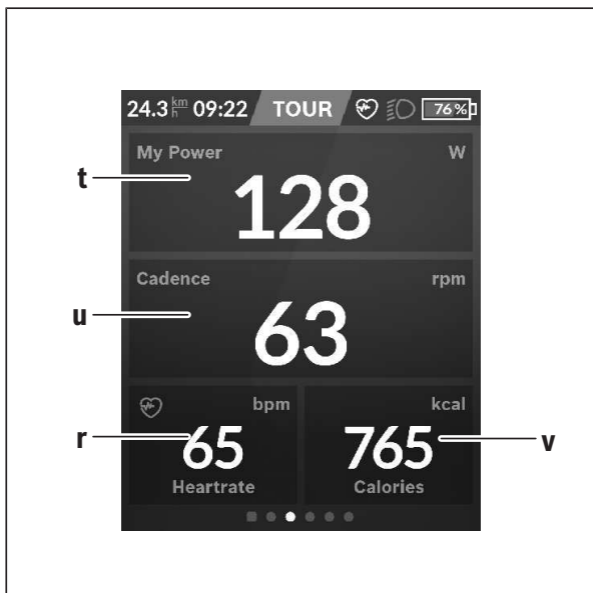 24.3 km/h 09:22 TOUR 76%
My Power W
t
128
Cadence rpm
u
63
bpm kcal
r 65 765 v
Heartrate Calories